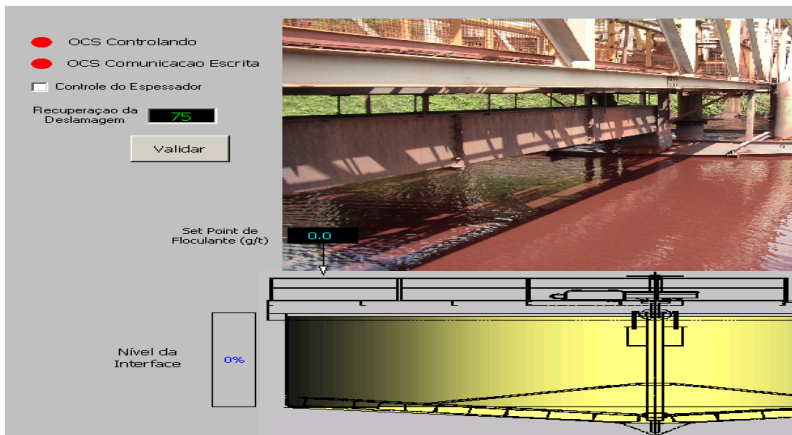 OCS Controlando
OCS Comunicacao Escrita
Controle do Espessador
Recuperaçao da
Deslamagem
75
Validar
Set Point de
Floculante (g/t)
0.0
Nível da
Interface
0%